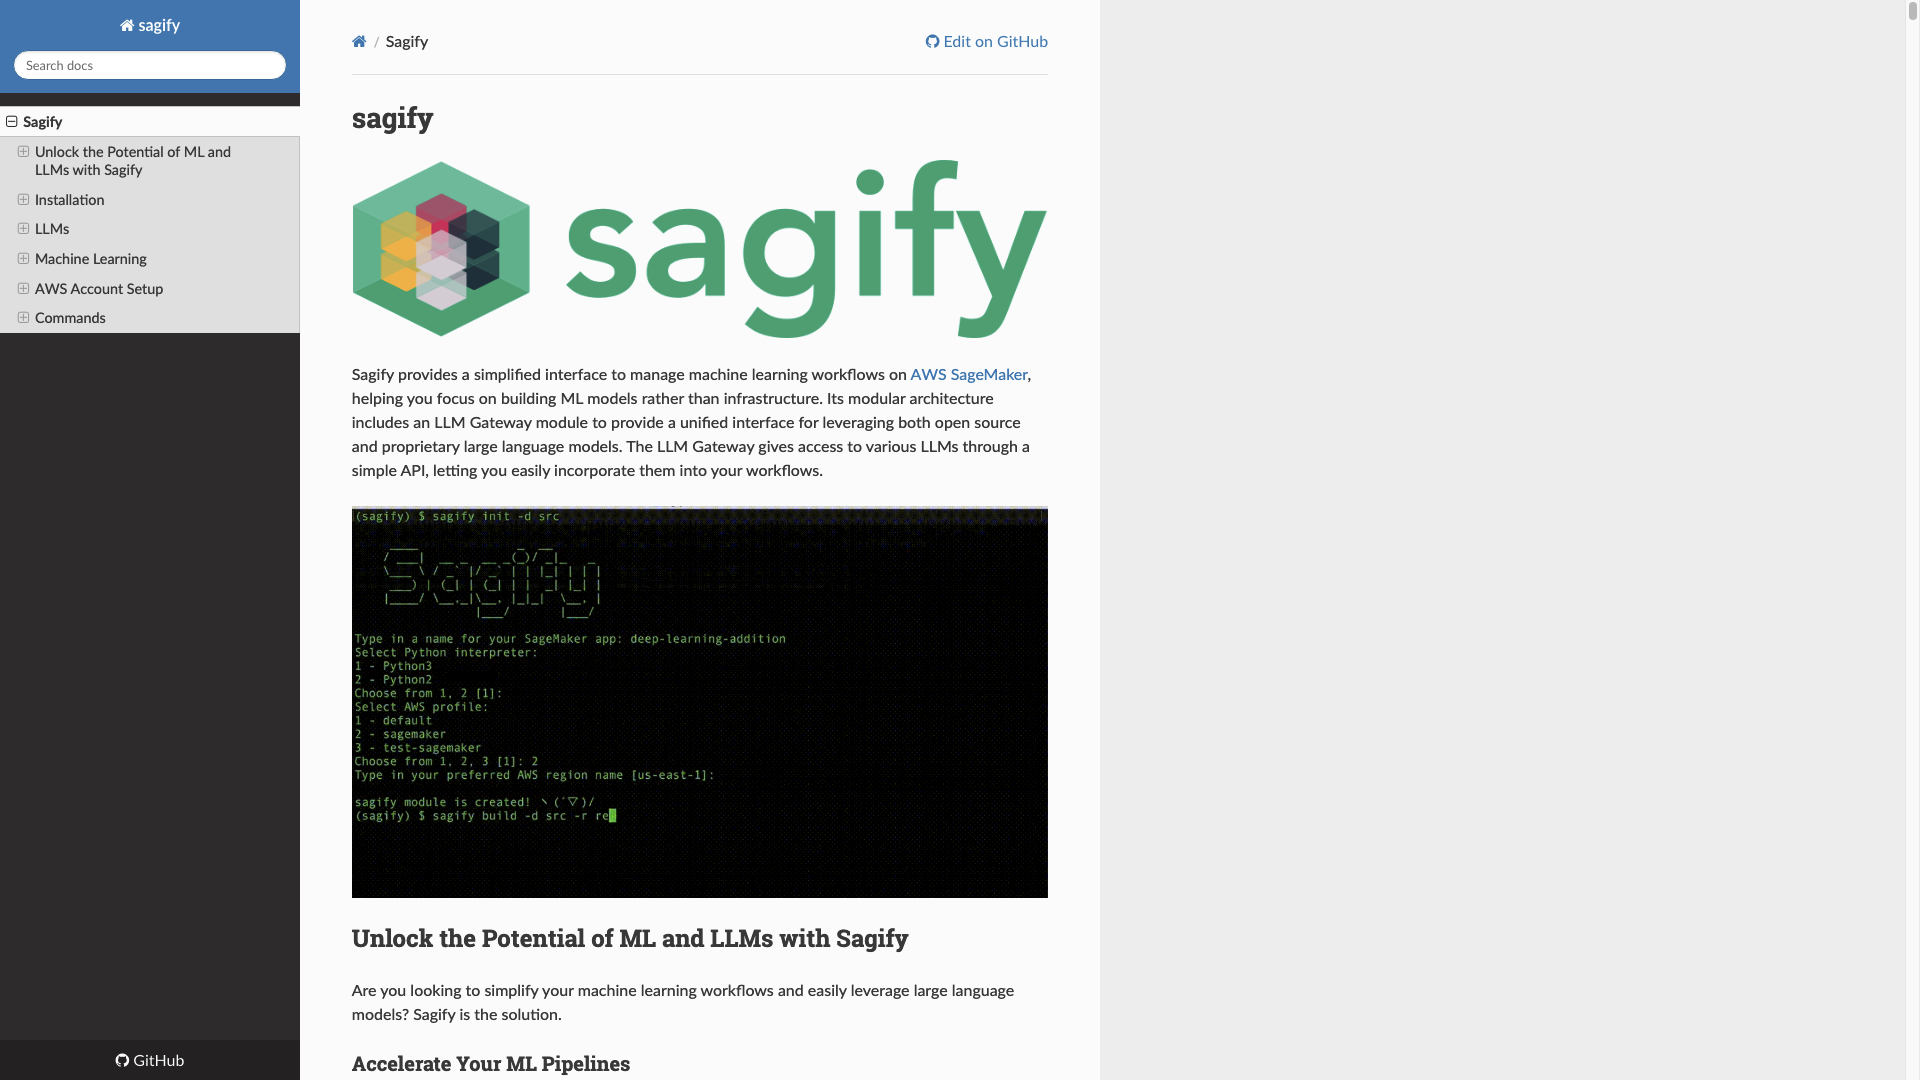 sagify
Search docs
Sagify
Unlock the Potential of ML and
LLMs with Sagify
Installation
LLMs
Machine Learning
AWS Account Setup
Commands
GitHub
/ Sagify
Edit on GitHub
sagify
sagify
Sagify provides a simplified interface to manage machine learning workflows on AWS SageMaker,
helping you focus on building ML models rather than infrastructure. Its modular architecture
includes an LLM Gateway module to provide a unified interface for leveraging both open source
and proprietary large language models. The LLM Gateway gives access to various LLMs through a
simple API, letting you easily incorporate them into your workflows.
(sagify) $ sagify init -d src
Sagify
Type in a name for your SageMaker app: deep-learning-addition
Select Python interpreter:
1 - Python3
2 - Python2
Choose from 1, 2 [1]:
Select AWS profile:
1 - default
2 - sagemaker
3 - test-sagemaker
Choose from 1, 2, 3 [1]: 2
Type in your preferred AWS region name [us-east-1]:
sagify module is created! ヽ(´▽`)/
(sagify) $ sagify build -d src -r re
Unlock the Potential of ML and LLMs with Sagify
Are you looking to simplify your machine learning workflows and easily leverage large language
models? Sagify is the solution.
Accelerate Your ML Pipelines